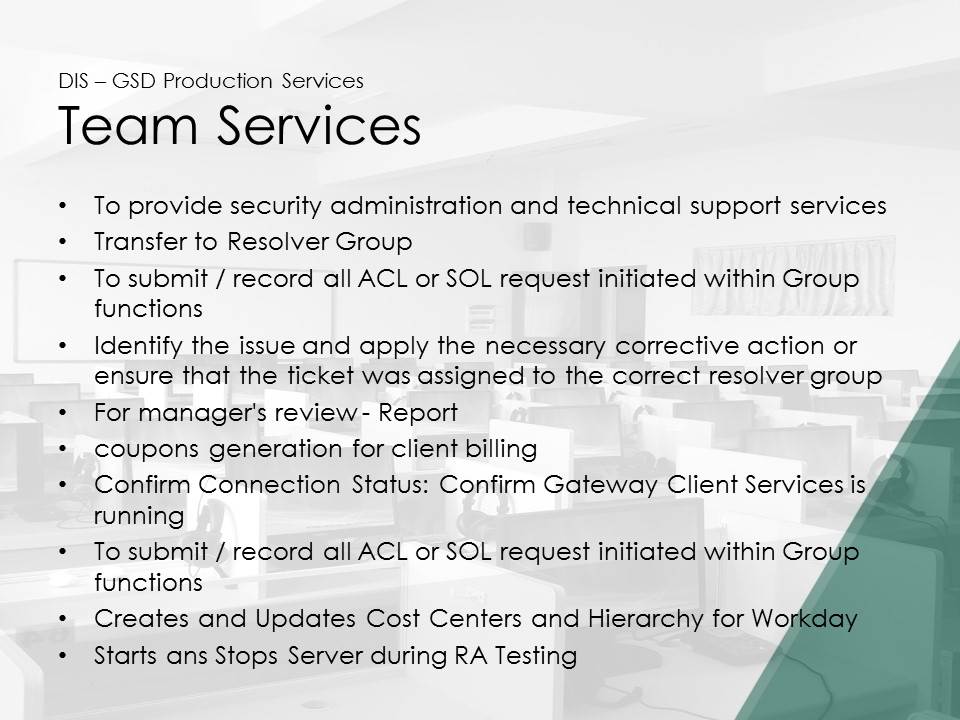 DIS – GSD Production Services
Team Services
• To provide security administration and technical support services
• Transfer to Resolver Group
• To submit / record all ACL or SOL request initiated within Group
functions
• Identify the issue and apply the necessary corrective action or
ensure that the ticket was assigned to the correct resolver group
• For manager's review - Report
• coupons generation for client billing
• Confirm Connection Status: Confirm Gateway Client Services is
running
• To submit / record all ACL or SOL request initiated within Group
functions
• Creates and Updates Cost Centers and Hierarchy for Workday
• Starts ans Stops Server during RA Testing